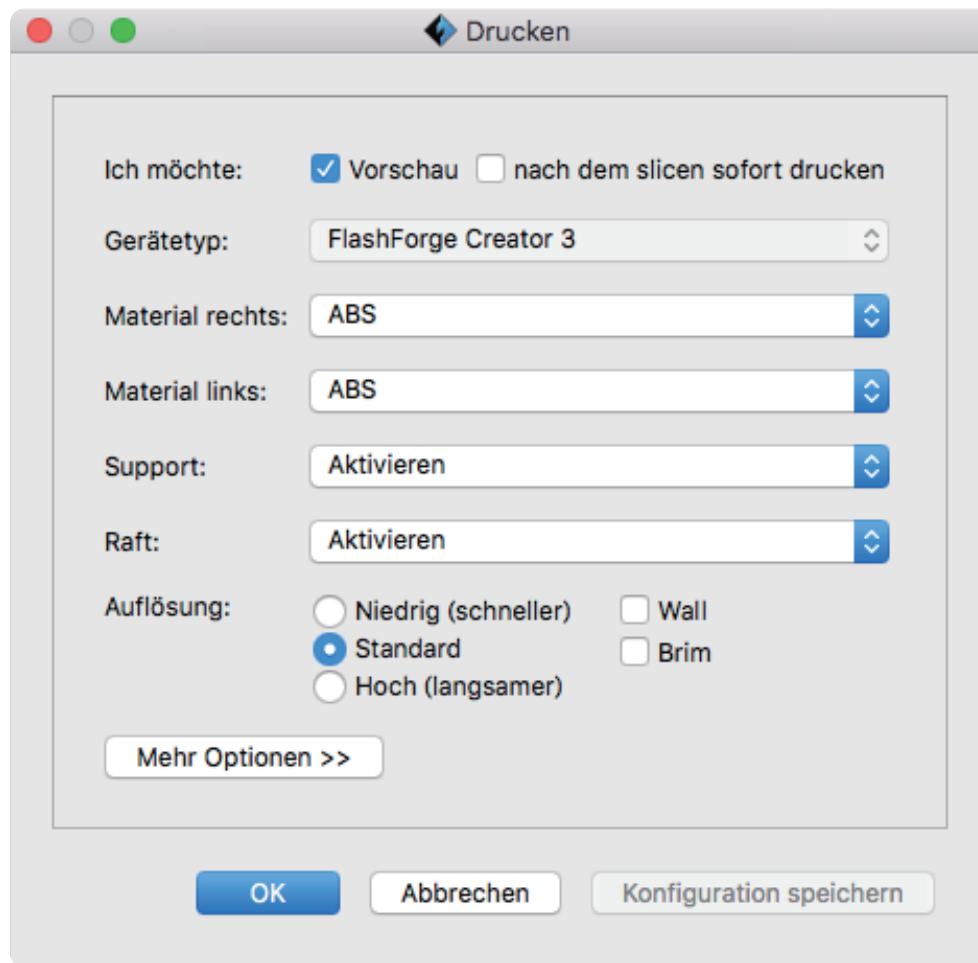 Drucken
Ich möchte: Vorschau nach dem slicen sofort drucken
Gerätetyp: FlashForge Creator 3
Material rechts: ABS
Material links: ABS
Support: Aktivieren
Raft: Aktivieren
Auflösung: Niedrig (schneller) Wall
Standard Brim
Hoch (langsamer)
Mehr Optionen >>
OK Abbrechen Konfiguration speichern